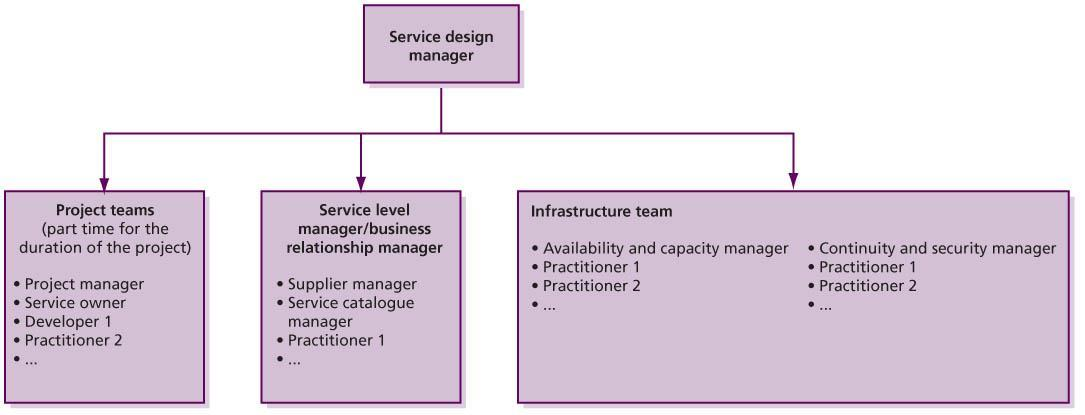 Service design
manager
Project teams
(part time for the
duration of the project)
• Project manager
• Service owner
• Developer 1
• Practitioner 2
• ...
Service level
manager/business
relationship manager
• Supplier manager
• Service catalogue
manager
• Practitioner 1
• ...
Infrastructure team
• Availability and capacity manager
• Practitioner 1
• Practitioner 2
• ...
• Continuity and security manager
• Practitioner 1
• Practitioner 2
• ...